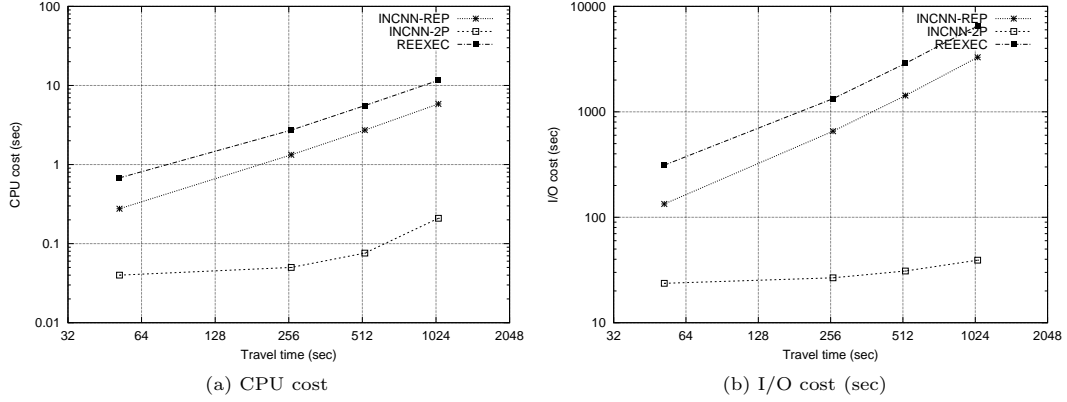 100
10
1
0.1
0.01
CPU cost (sec)
INCNN-REP
INCNN-2P
REEXEC
32 64 128 256 512 1024 2048
Travel time (sec)
(a) CPU cost
10000
1000
100
10
I/O cost (sec)
INCNN-REP
INCNN-2P
REEXEC
32 64 128 256 512 1024 2048
Travel time (sec)
(b) I/O cost (sec)